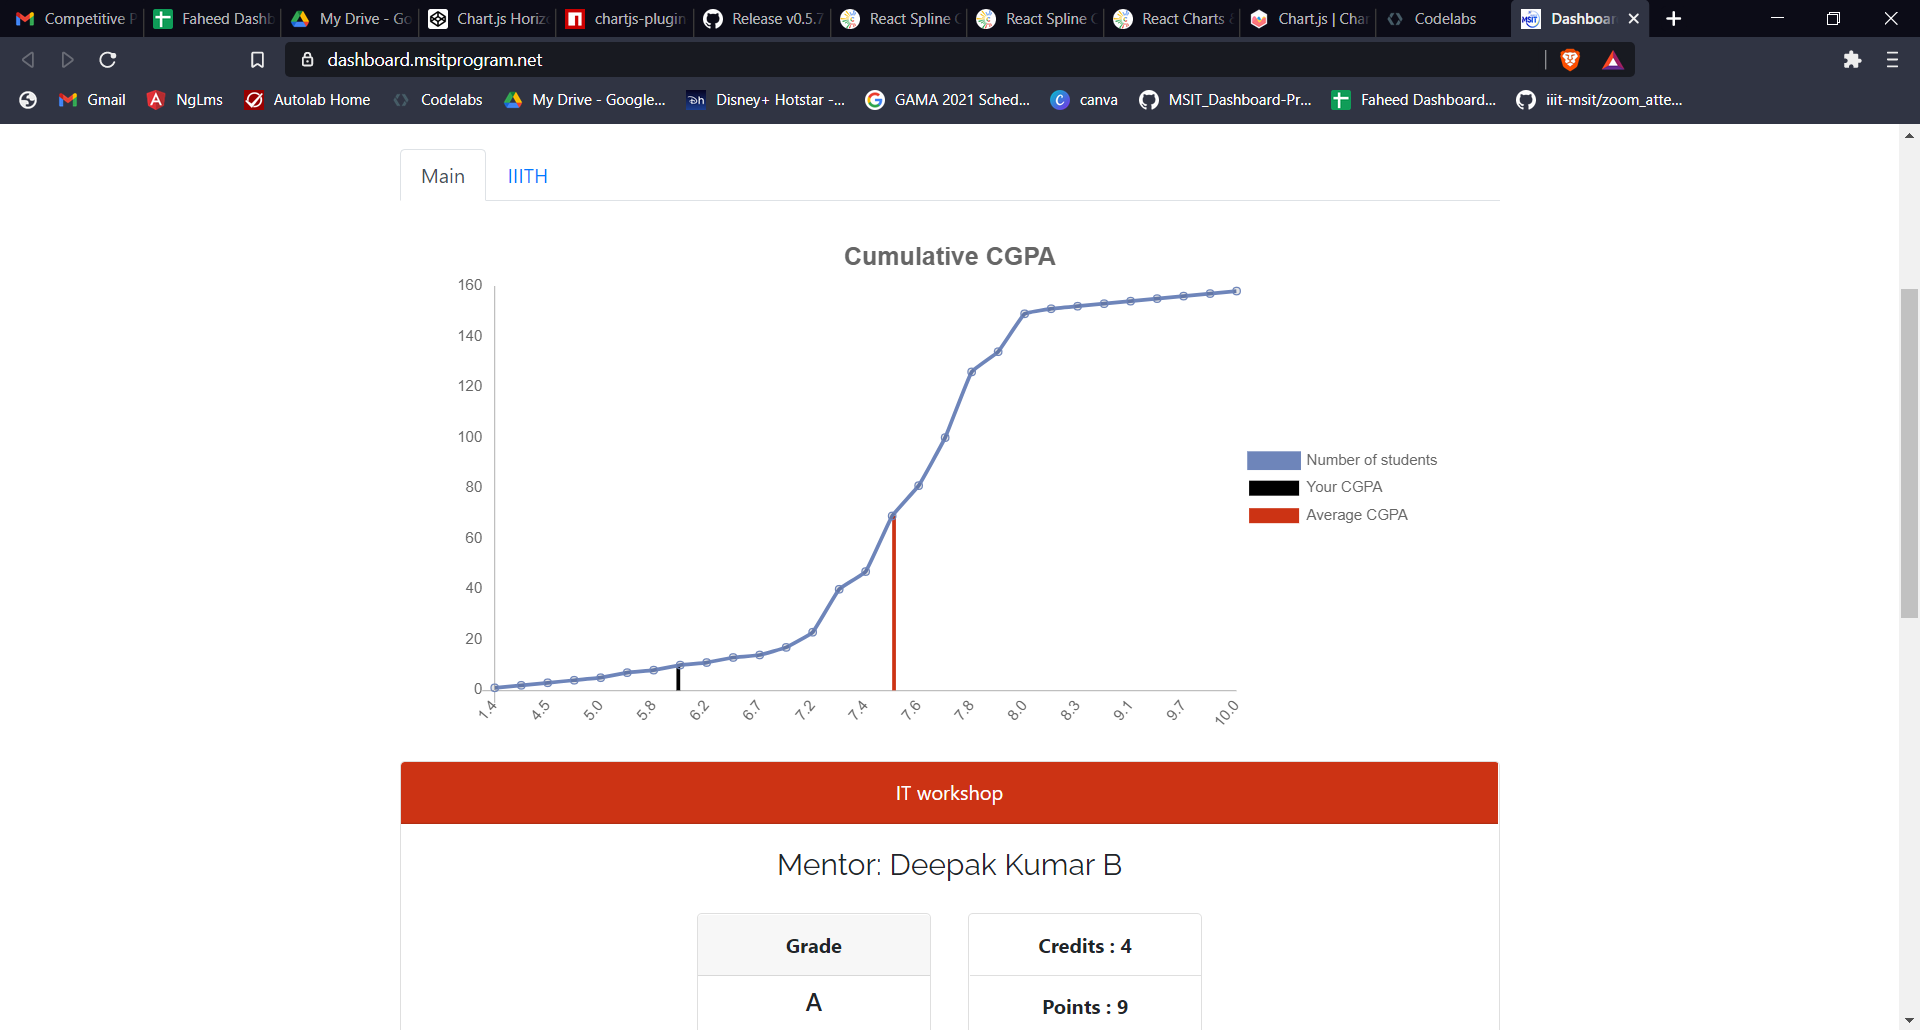 Competitive P
Faheed Dashb
My Drive - Go
Chart.js Horiz
chartjs-plugin
Release v0.5.7
React Spline C
React Spline C
React Charts &
Chart.js | Char
Codelabs
Dashboar
dashboard.msitprogram.net
Gmail
NgLms
Autolab Home
Codelabs
My Drive - Google...
Disney+ Hotstar -...
GAMA 2021 Sched...
canva
MSIT_Dashboard-Pr...
Faheed Dashboard...
iiit-msit/zoom_atte...
Main
IIITH
Cumulative CGPA
160
140
120
100
80
60
40
20
0
1.4
4.5
5.0
5.8
6.2
6.7
7.2
7.4
7.6
7.8
8.0
8.3
9.1
9.7
10.0
Number of students
Your CGPA
Average CGPA
IT workshop
Mentor: Deepak Kumar B
Grade
Credits : 4
A
Points : 9